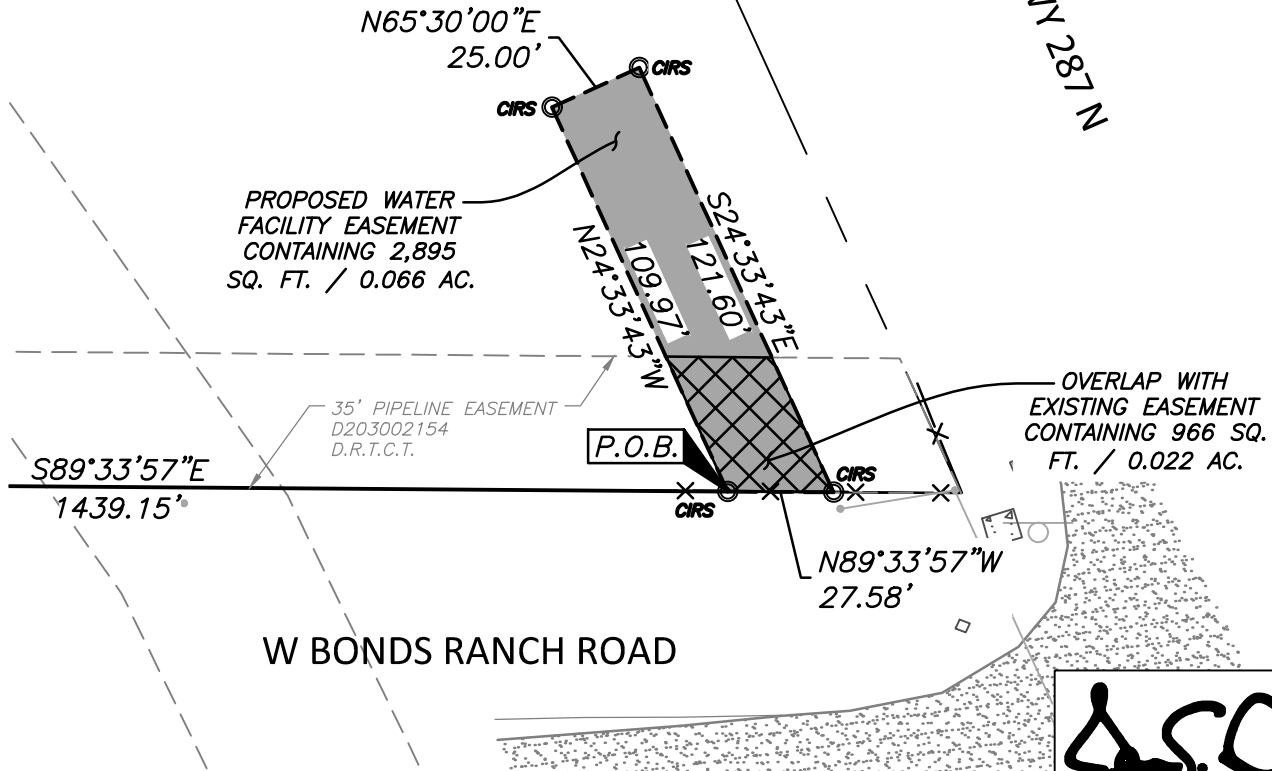 N65°30'00"E
25.00'
CIRS
CIRS
WY 287 N
PROPOSED WATER
FACILITY EASEMENT
CONTAINING 2,895
SQ. FT. / 0.066 AC.
N24°33'43"W
109.97'
121.60'
S24°33'43"E
35' PIPELINE EASEMENT
D203002154
D.R.T.C.T.
OVERLAP WITH
EXISTING EASEMENT
CONTAINING 966 SQ.
FT. / 0.022 AC.
P.O.B.
S89°33'57"E
1439.15'
CIRS
CIRS
N89°33'57"W
27.58'
W BONDS RANCH ROAD